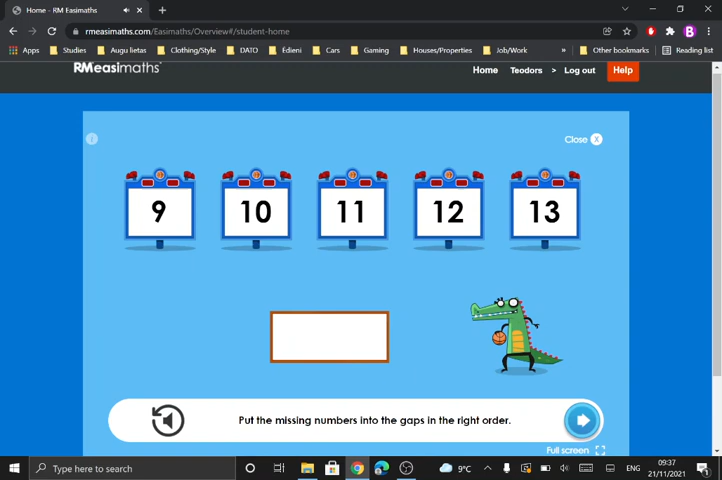 Home - RM Easimaths
rmeasimaths.com/Easimaths/Overview#/student-home
B
Apps Studies Augu lietas Clothing/Style DATO Edieni Cars Gaming Houses/Properties Job/Work » Other bookmarks Reading list
RMeasimaths Home Teodors > Log out Help
i Close X
9 10 11 12 13
Put the missing numbers into the gaps in the right order.
Full screen
Type here to search 9°C ENG 09:37
21/11/2021